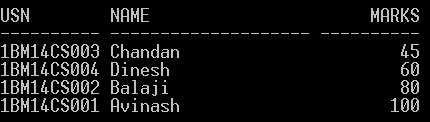 USN        NAME                      MARKS
---------- -------------------- ----------
1BM14CS003 Chandan                      45
1BM14CS004 Dinesh                       60
1BM14CS002 Balaji                       80
1BM14CS001 Avinash                     100